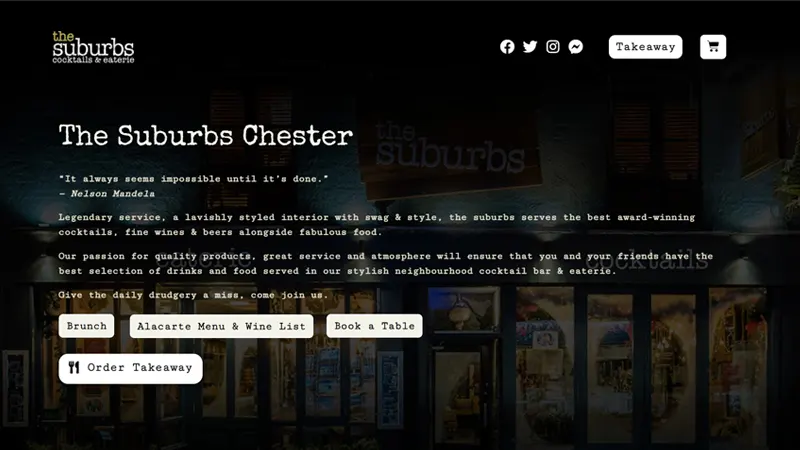 the
suburbs
cocktails & eaterie
Takeaway
The Suburbs Chester
the
suburbs
"It always seems impossible until it's done."
– Nelson Mandela
Legendary service, a lavishly styled interior with swag & style, the suburbs serves the best award-winning
cocktails, fine wines & beers alongside fabulous food.
eaterie
cocktails
Our passion for quality products, great service and atmosphere will ensure that you and your friends have the
best selection of drinks and food served in our stylish neighbourhood cocktail bar & eaterie.
Give the daily drudgery a miss, come join us.
Brunch
Alacarte Menu & Wine List
Book a Table
Order Takeaway